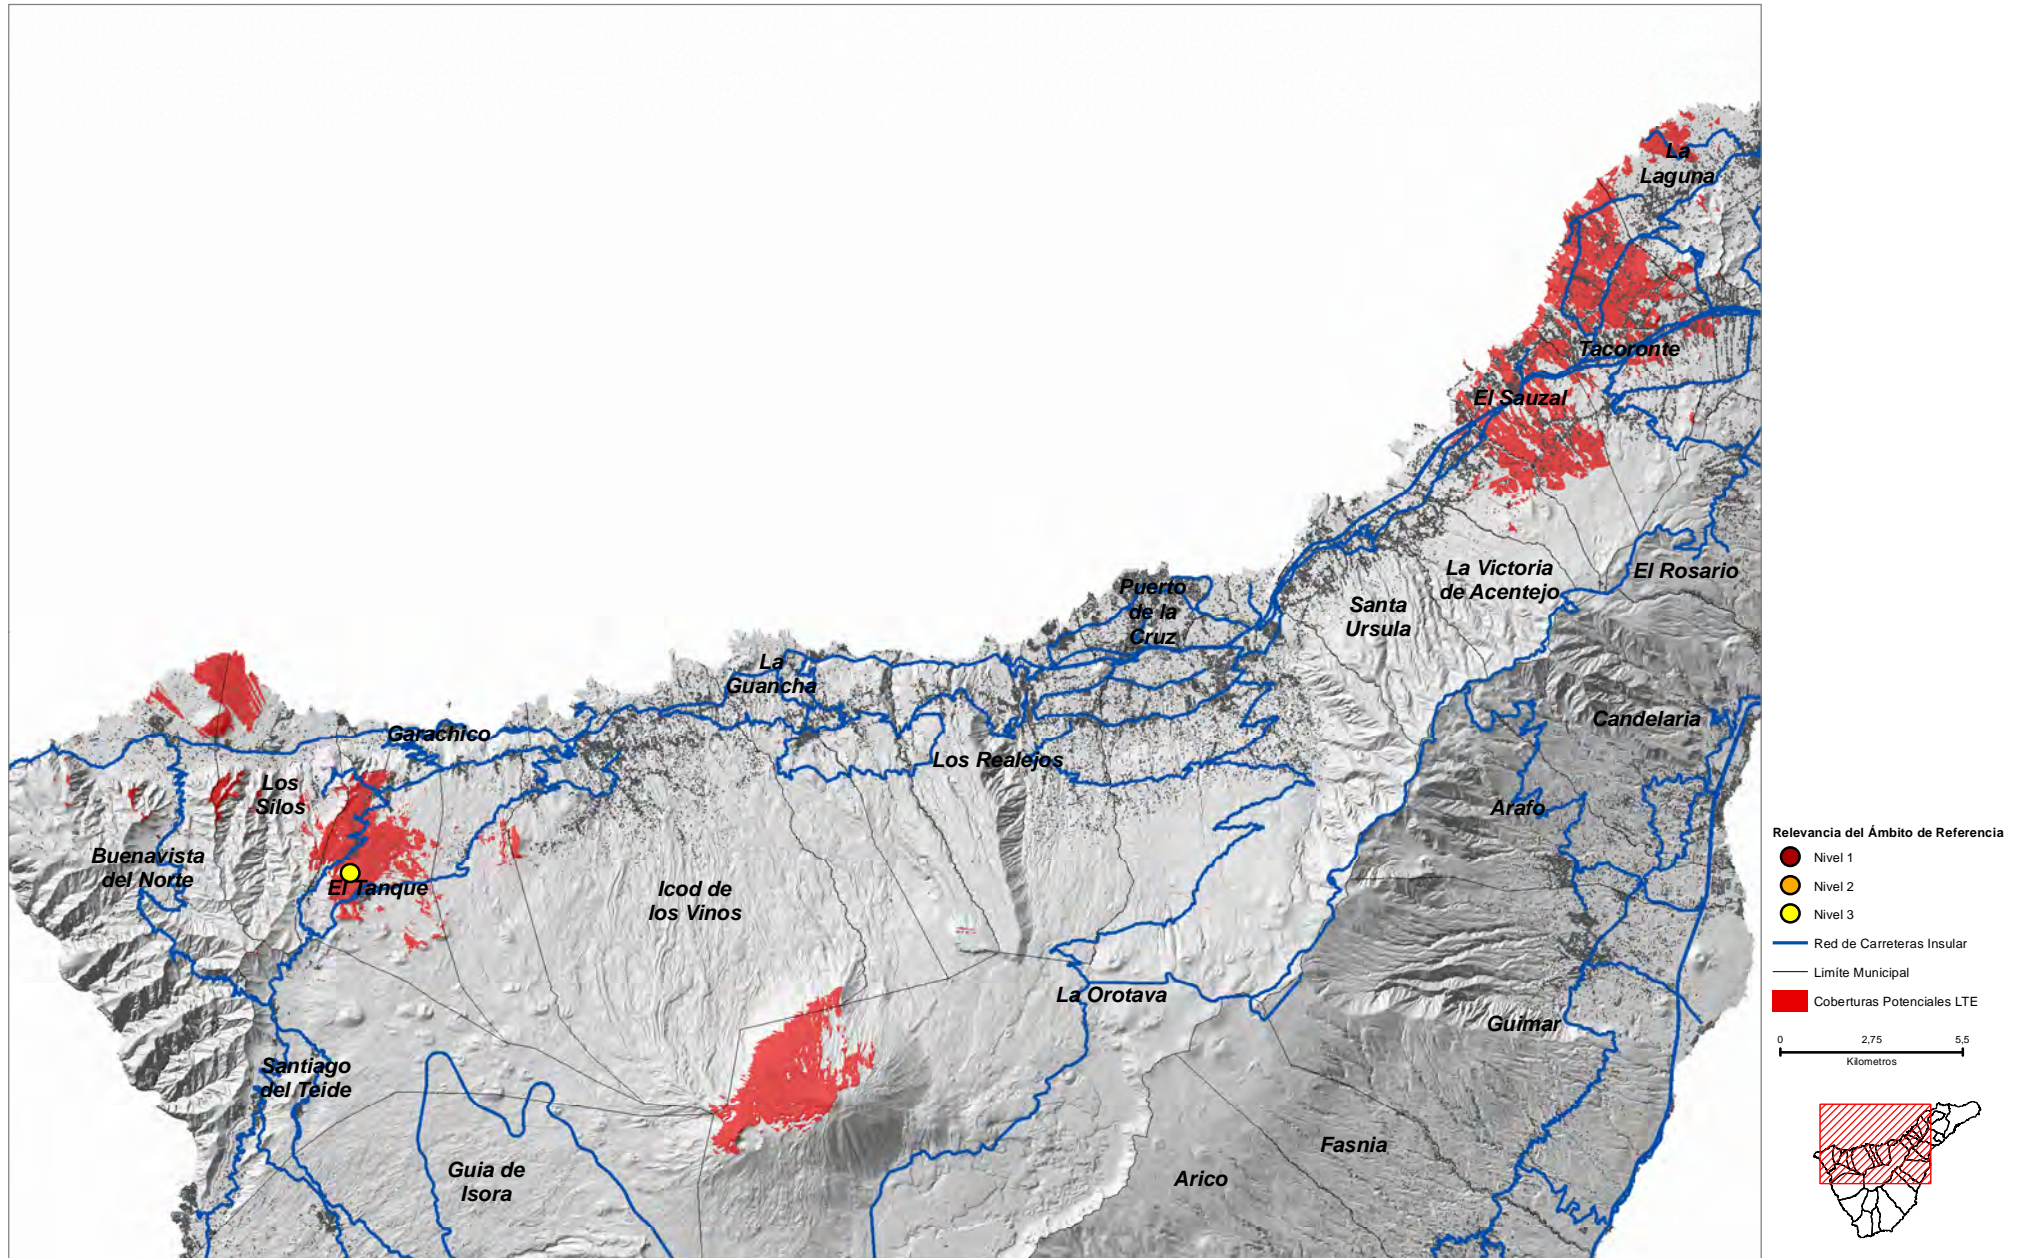 La
Laguna
Tacoronte
El Sauzal
La Victoria
de Acentejo
El Rosario
Santa
Ursula
Puerto
de la
Cruz
La
Guancha
Candelaria
Garachico
Los Realejos
Los
Silos
Arafo
Buenavista
del Norte
El Tanque
Icod de
los Vinos
La Orotava
Guimar
Santiago
del Teide
Fasnia
Guia de
Isora
Arico
Relevancia del Ámbito de Referencia
Nivel 1
Nivel 2
Nivel 3
Red de Carreteras Insular
Limíte Municipal
Coberturas Potenciales LTE
0 2,75 5,5
Kilometros